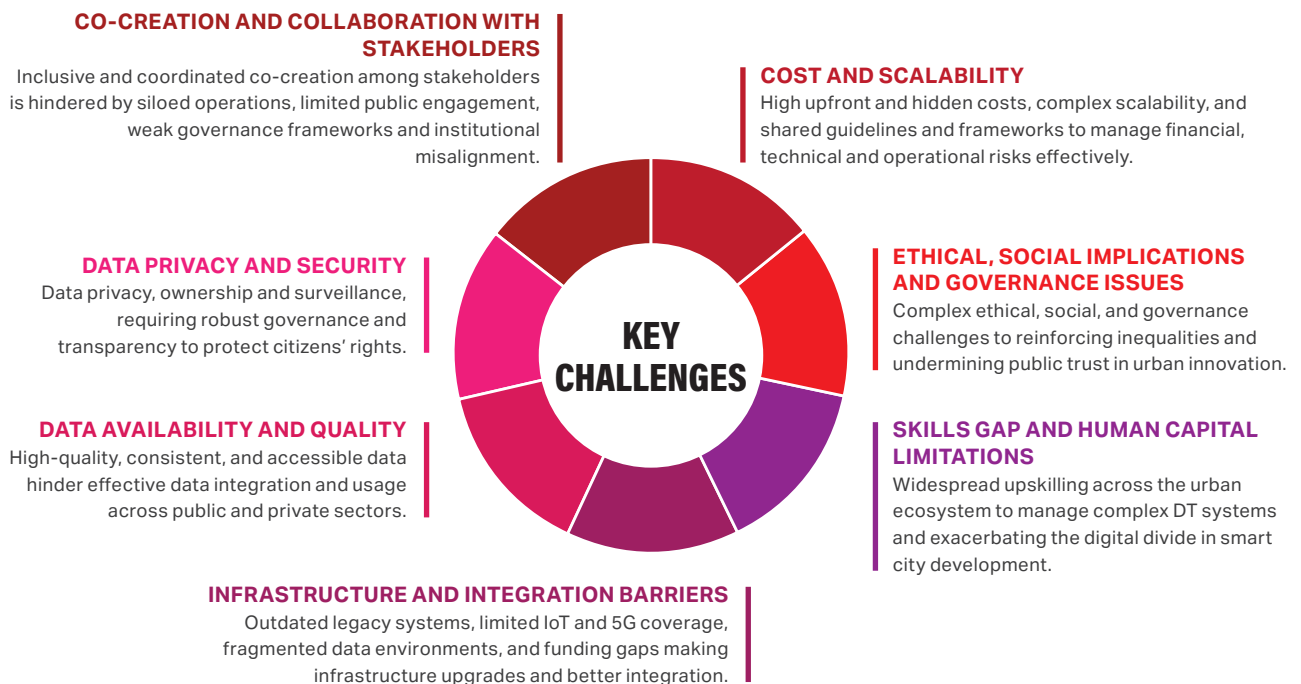 CO-CREATION AND COLLABORATION WITH
STAKEHOLDERS
Inclusive and coordinated co-creation among stakeholders
is hindered by siloed operations, limited public engagement,
weak governance frameworks and institutional
misalignment.
COST AND SCALABILITY
High upfront and hidden costs, complex scalability, and
shared guidelines and frameworks to manage financial,
technical and operational risks effectively.
DATA PRIVACY AND SECURITY
Data privacy, ownership and surveillance,
requiring robust governance and
transparency to protect citizens’ rights.
KEY
CHALLENGES
ETHICAL, SOCIAL IMPLICATIONS
AND GOVERNANCE ISSUES
Complex ethical, social, and governance
challenges to reinforcing inequalities and
undermining public trust in urban innovation.
DATA AVAILABILITY AND QUALITY
High-quality, consistent, and accessible data
hinder effective data integration and usage
across public and private sectors.
SKILLS GAP AND HUMAN CAPITAL
LIMITATIONS
Widespread upskilling across the urban
ecosystem to manage complex DT systems
and exacerbating the digital divide in smart
city development.
INFRASTRUCTURE AND INTEGRATION BARRIERS
Outdated legacy systems, limited IoT and 5G coverage,
fragmented data environments, and funding gaps making
infrastructure upgrades and better integration.